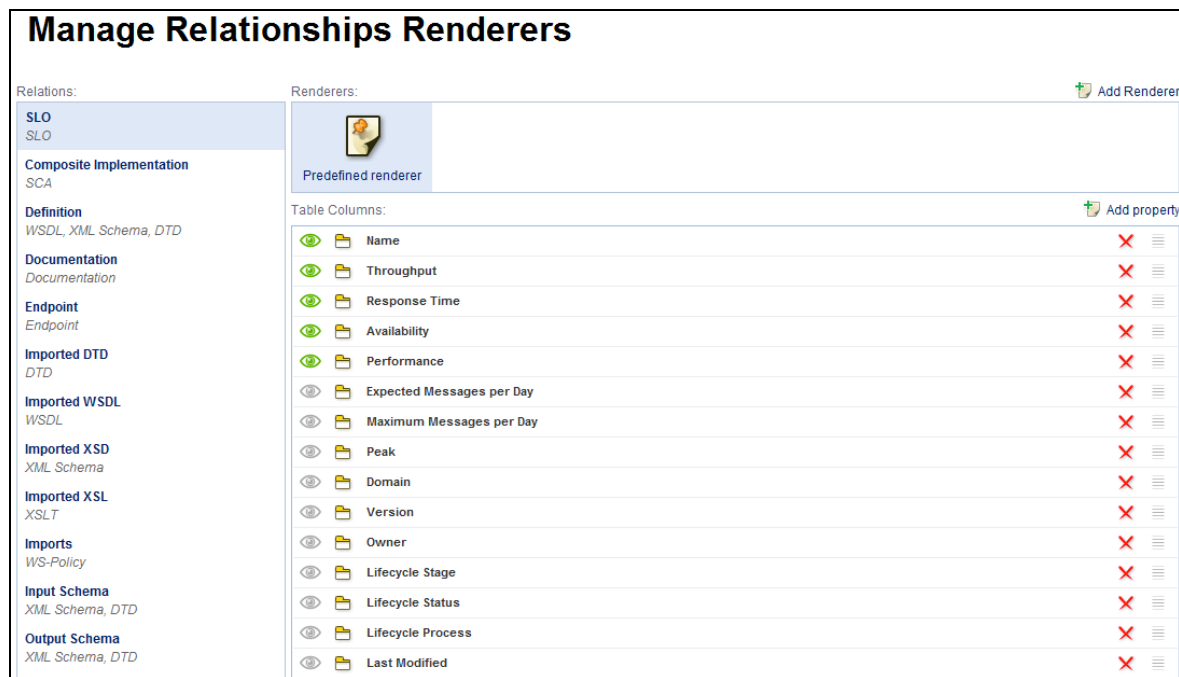 Manage Relationships Renderers
Relations:
SLO
SLO
Composite Implementation
SCA
Definition
WSDL, XML Schema, DTD
Documentation
Documentation
Endpoint
Endpoint
Imported DTD
DTD
Imported WSDL
WSDL
Imported XSD
XML Schema
Imported XSL
XSLT
Imports
WS-Policy
Input Schema
XML Schema, DTD
Output Schema
XML Schema, DTD
Renderers:
Add Renderer
Predefined renderer
Table Columns:
Add property
Name
Throughput
Response Time
Availability
Performance
Expected Messages per Day
Maximum Messages per Day
Peak
Domain
Version
Owner
Lifecycle Stage
Lifecycle Status
Lifecycle Process
Last Modified